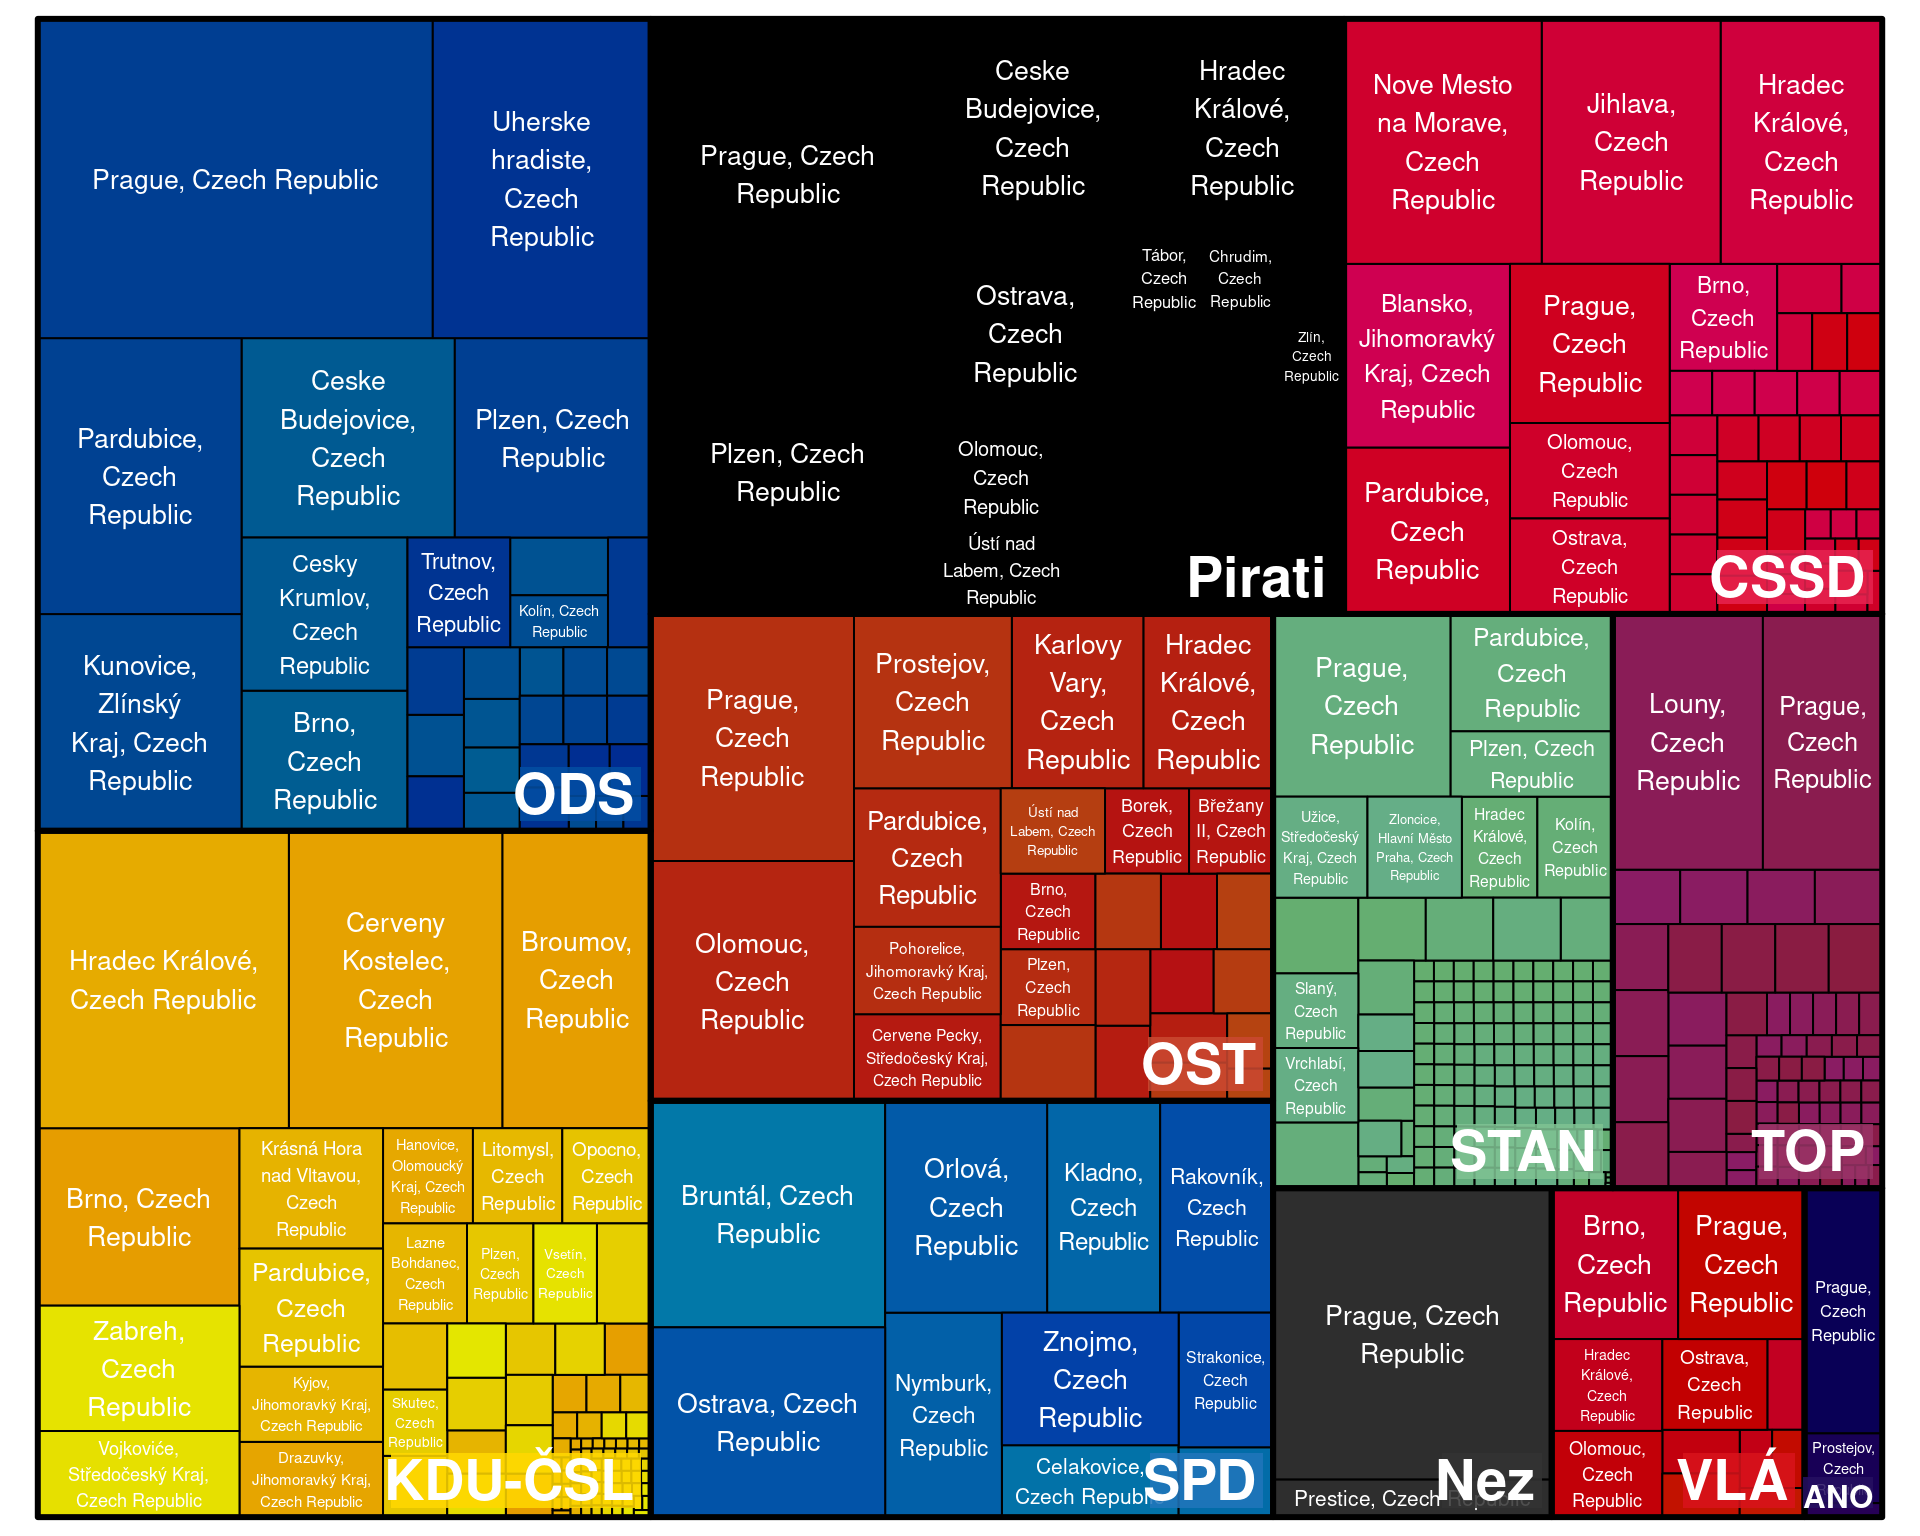 Prague, Czech Republic
Uherske
hradiste,
Czech
Republic
Pardubice,
Czech
Republic
Ceske
Budejovice,
Czech
Republic
Plzen, Czech
Republic
Kunovice,
Zlínský
Kraj, Czech
Republic
Cesky
Krumlov,
Czech
Republic
Trutnov,
Czech
Republic
Kolín, Czech
Republic
Brno,
Czech
Republic
ODS
Prague, Czech
Republic
Ceske
Budejovice,
Czech
Republic
Hradec
Králové,
Czech
Republic
Plzen, Czech
Republic
Ostrava,
Czech
Republic
Tábor,
Czech
Republic
Chrudim,
Czech
Republic
Zlín,
Czech
Republic
Olomouc,
Czech
Republic
Ústí nad
Labem, Czech
Republic
Pirati
Nove Mesto
na Morave,
Czech
Republic
Jihlava,
Czech
Republic
Hradec
Králové,
Czech
Republic
Blansko,
Jihomoravký
Kraj, Czech
Republic
Prague,
Czech
Republic
Brno,
Czech
Republic
Pardubice,
Czech
Republic
Olomouc,
Czech
Republic
Ostrava,
Czech
Republic
CSSD
Hradec Králové,
Czech Republic
Cerveny
Kostelec,
Czech
Republic
Broumov,
Czech
Republic
Brno, Czech
Republic
Krásná Hora
nad Vltavou,
Czech
Republic
Hanovice,
Olomoucký
Kraj, Czech
Republic
Litomysl,
Czech
Republic
Opocno,
Czech
Republic
Zabreh,
Czech
Republic
Pardubice,
Czech
Republic
Lazne
Bohdanec,
Czech
Republic
Plzen,
Czech
Republic
Vsetín,
Czech
Republic
Vojkoviće,
Středočeský Kraj,
Czech Republic
Kyjov,
Jihomoravký Kraj,
Czech Republic
Drazuvky,
Jihomoravký Kraj,
Czech Republic
Skutec,
Czech
Republic
KDU-ČSL
Prague,
Czech
Republic
Prostejov,
Czech
Republic
Karlovy
Vary,
Czech
Republic
Hradec
Králové,
Czech
Republic
Olomouc,
Czech
Republic
Pardubice,
Czech
Republic
Ústí nad
Labem, Czech
Republic
Borek,
Czech
Republic
Břežany
II, Czech
Republic
Pohorelice,
Jihomoravký Kraj,
Czech Republic
Brno,
Czech
Republic
Plzen,
Czech
Republic
Cervene Pecky,
Středočeský Kraj,
Czech Republic
OST
Prague,
Czech
Republic
Pardubice,
Czech
Republic
Plzen, Czech
Republic
Užice,
Středočeský
Kraj, Czech
Republic
Zloncice,
Hlavní Město
Praha, Czech
Republic
Hradec
Králové,
Czech
Republic
Kolín,
Czech
Republic
Slaný,
Czech
Republic
Vrchlabí,
Czech
Republic
STAN
Louny,
Czech
Republic
Prague,
Czech
Republic
TOP
Bruntál, Czech
Republic
Orlová,
Czech
Republic
Kladno,
Czech
Republic
Rakovník,
Czech
Republic
Ostrava, Czech
Republic
Nymburk,
Czech
Republic
Znojmo,
Czech
Republic
Strakonice,
Czech
Republic
Celakovice,
Czech Republic
SPD
Prague, Czech
Republic
Prestice, Czech Republic
Nez
Brno,
Czech
Republic
Prague,
Czech
Republic
Hradec
Králové,
Czech
Republic
Ostrava,
Czech
Republic
Olomouc,
Czech
Republic
VLÁ
Prague,
Czech
Republic
Prostejov,
Czech
ANO